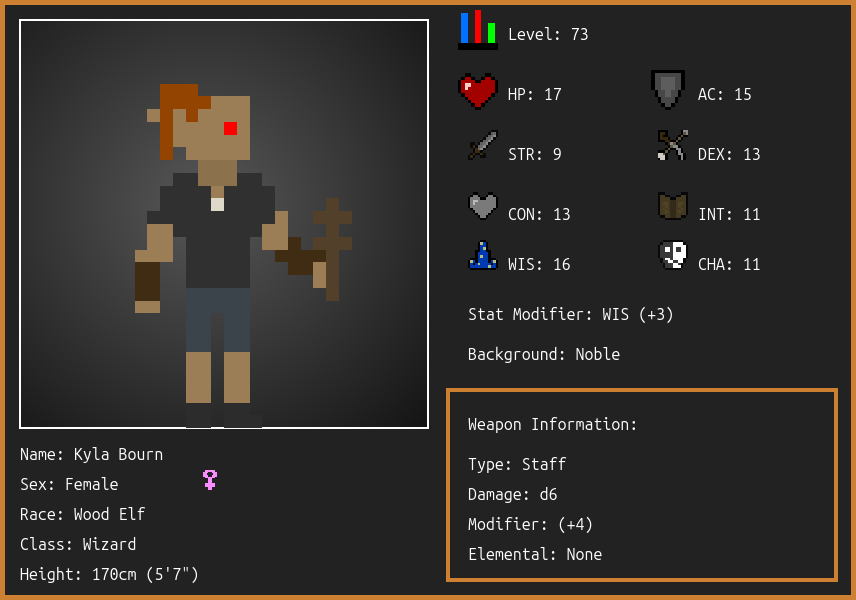 Level: 73
HP: 17
AC: 15
STR: 9
DEX: 13
CON: 13
INT: 11
WIS: 16
CHA: 11
Stat Modifier: WIS (+3)
Background: Noble
Weapon Information:
Type: Staff
Damage: d6
Modifier: (+4)
Elemental: None
Name: Kyla Bourn
Sex: Female
Race: Wood Elf
Class: Wizard
Height: 170cm (5'7")